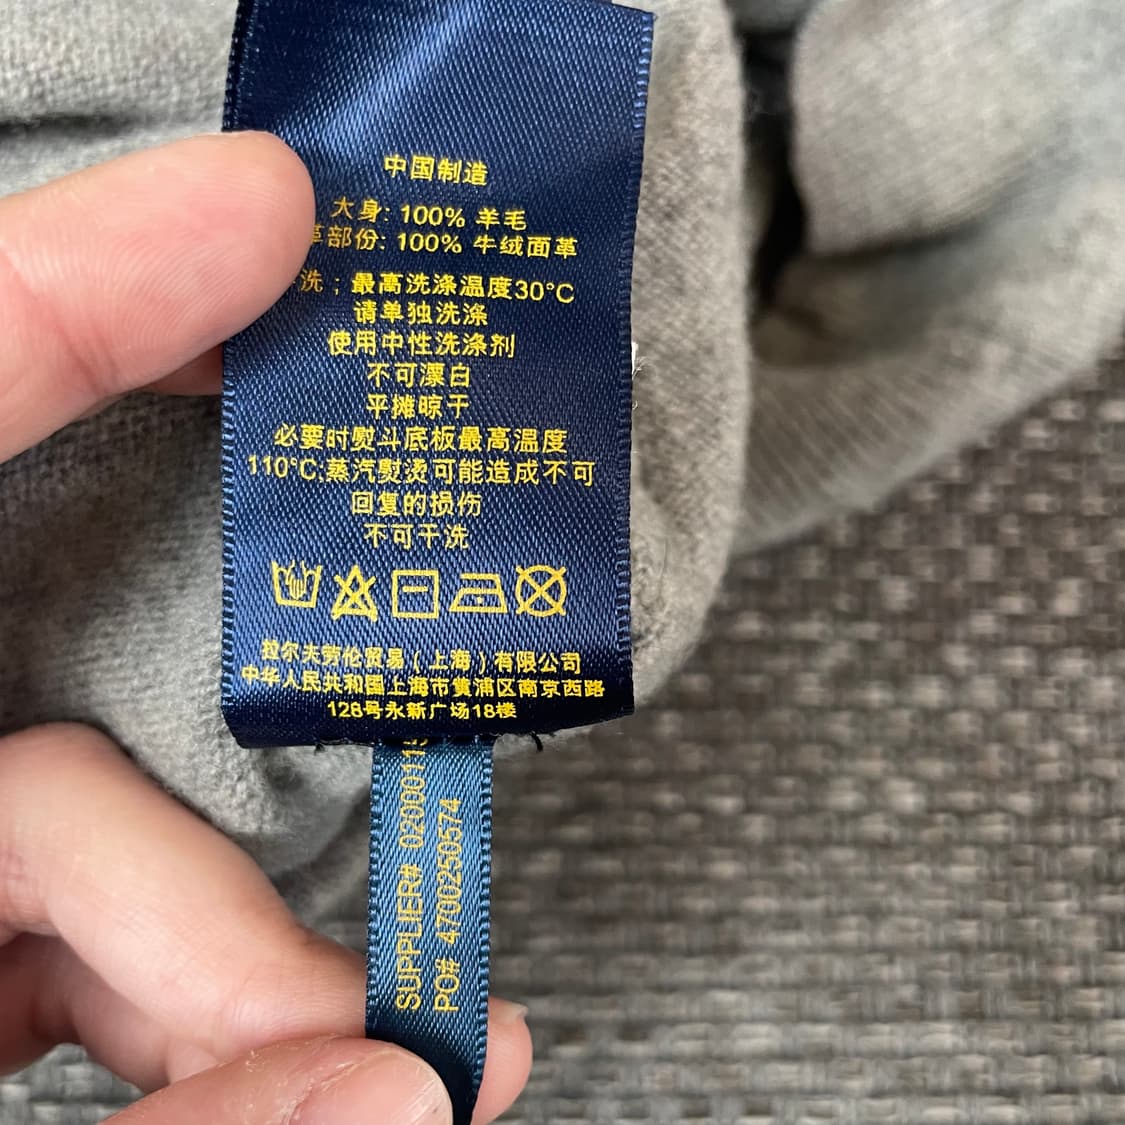 中国制造
大身: 100% 羊毛
革部份: 100% 牛绒面革
洗：最高洗涤温度30°C
请单独洗涤
使用中性洗涤剂
不可漂白
平摊晾干
必要时熨斗底板最高温度
110°C;蒸汽熨烫可能造成不可
回复的损伤
不可干洗
拉尔夫劳伦贸易（上海）有限公司
中华人民共和国上海市黄浦区南京西路
128号永新广场18楼
SUPPLIER#
PO# 4700250574